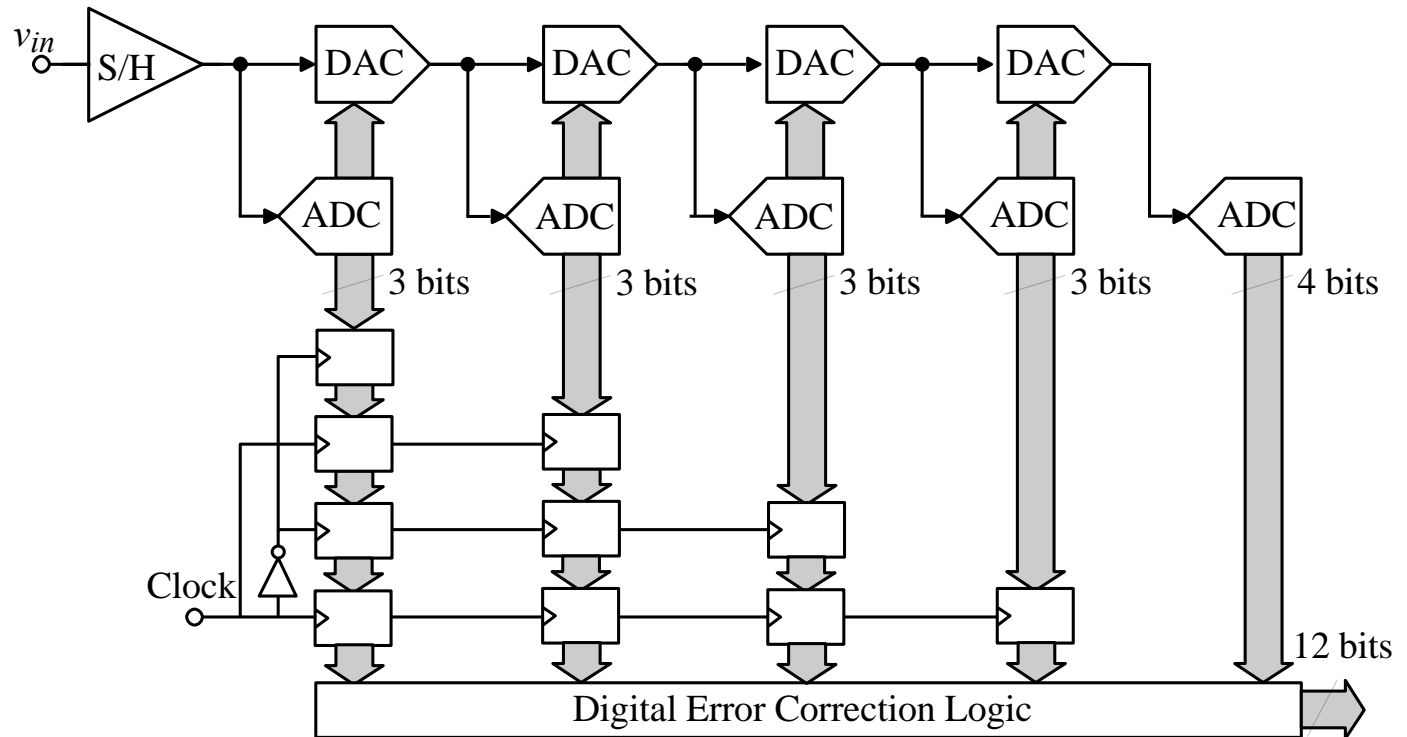 v_in
S/H
DAC
DAC
DAC
DAC
ADC
ADC
ADC
ADC
ADC
3 bits
3 bits
3 bits
3 bits
4 bits
Clock
12 bits
Digital Error Correction Logic